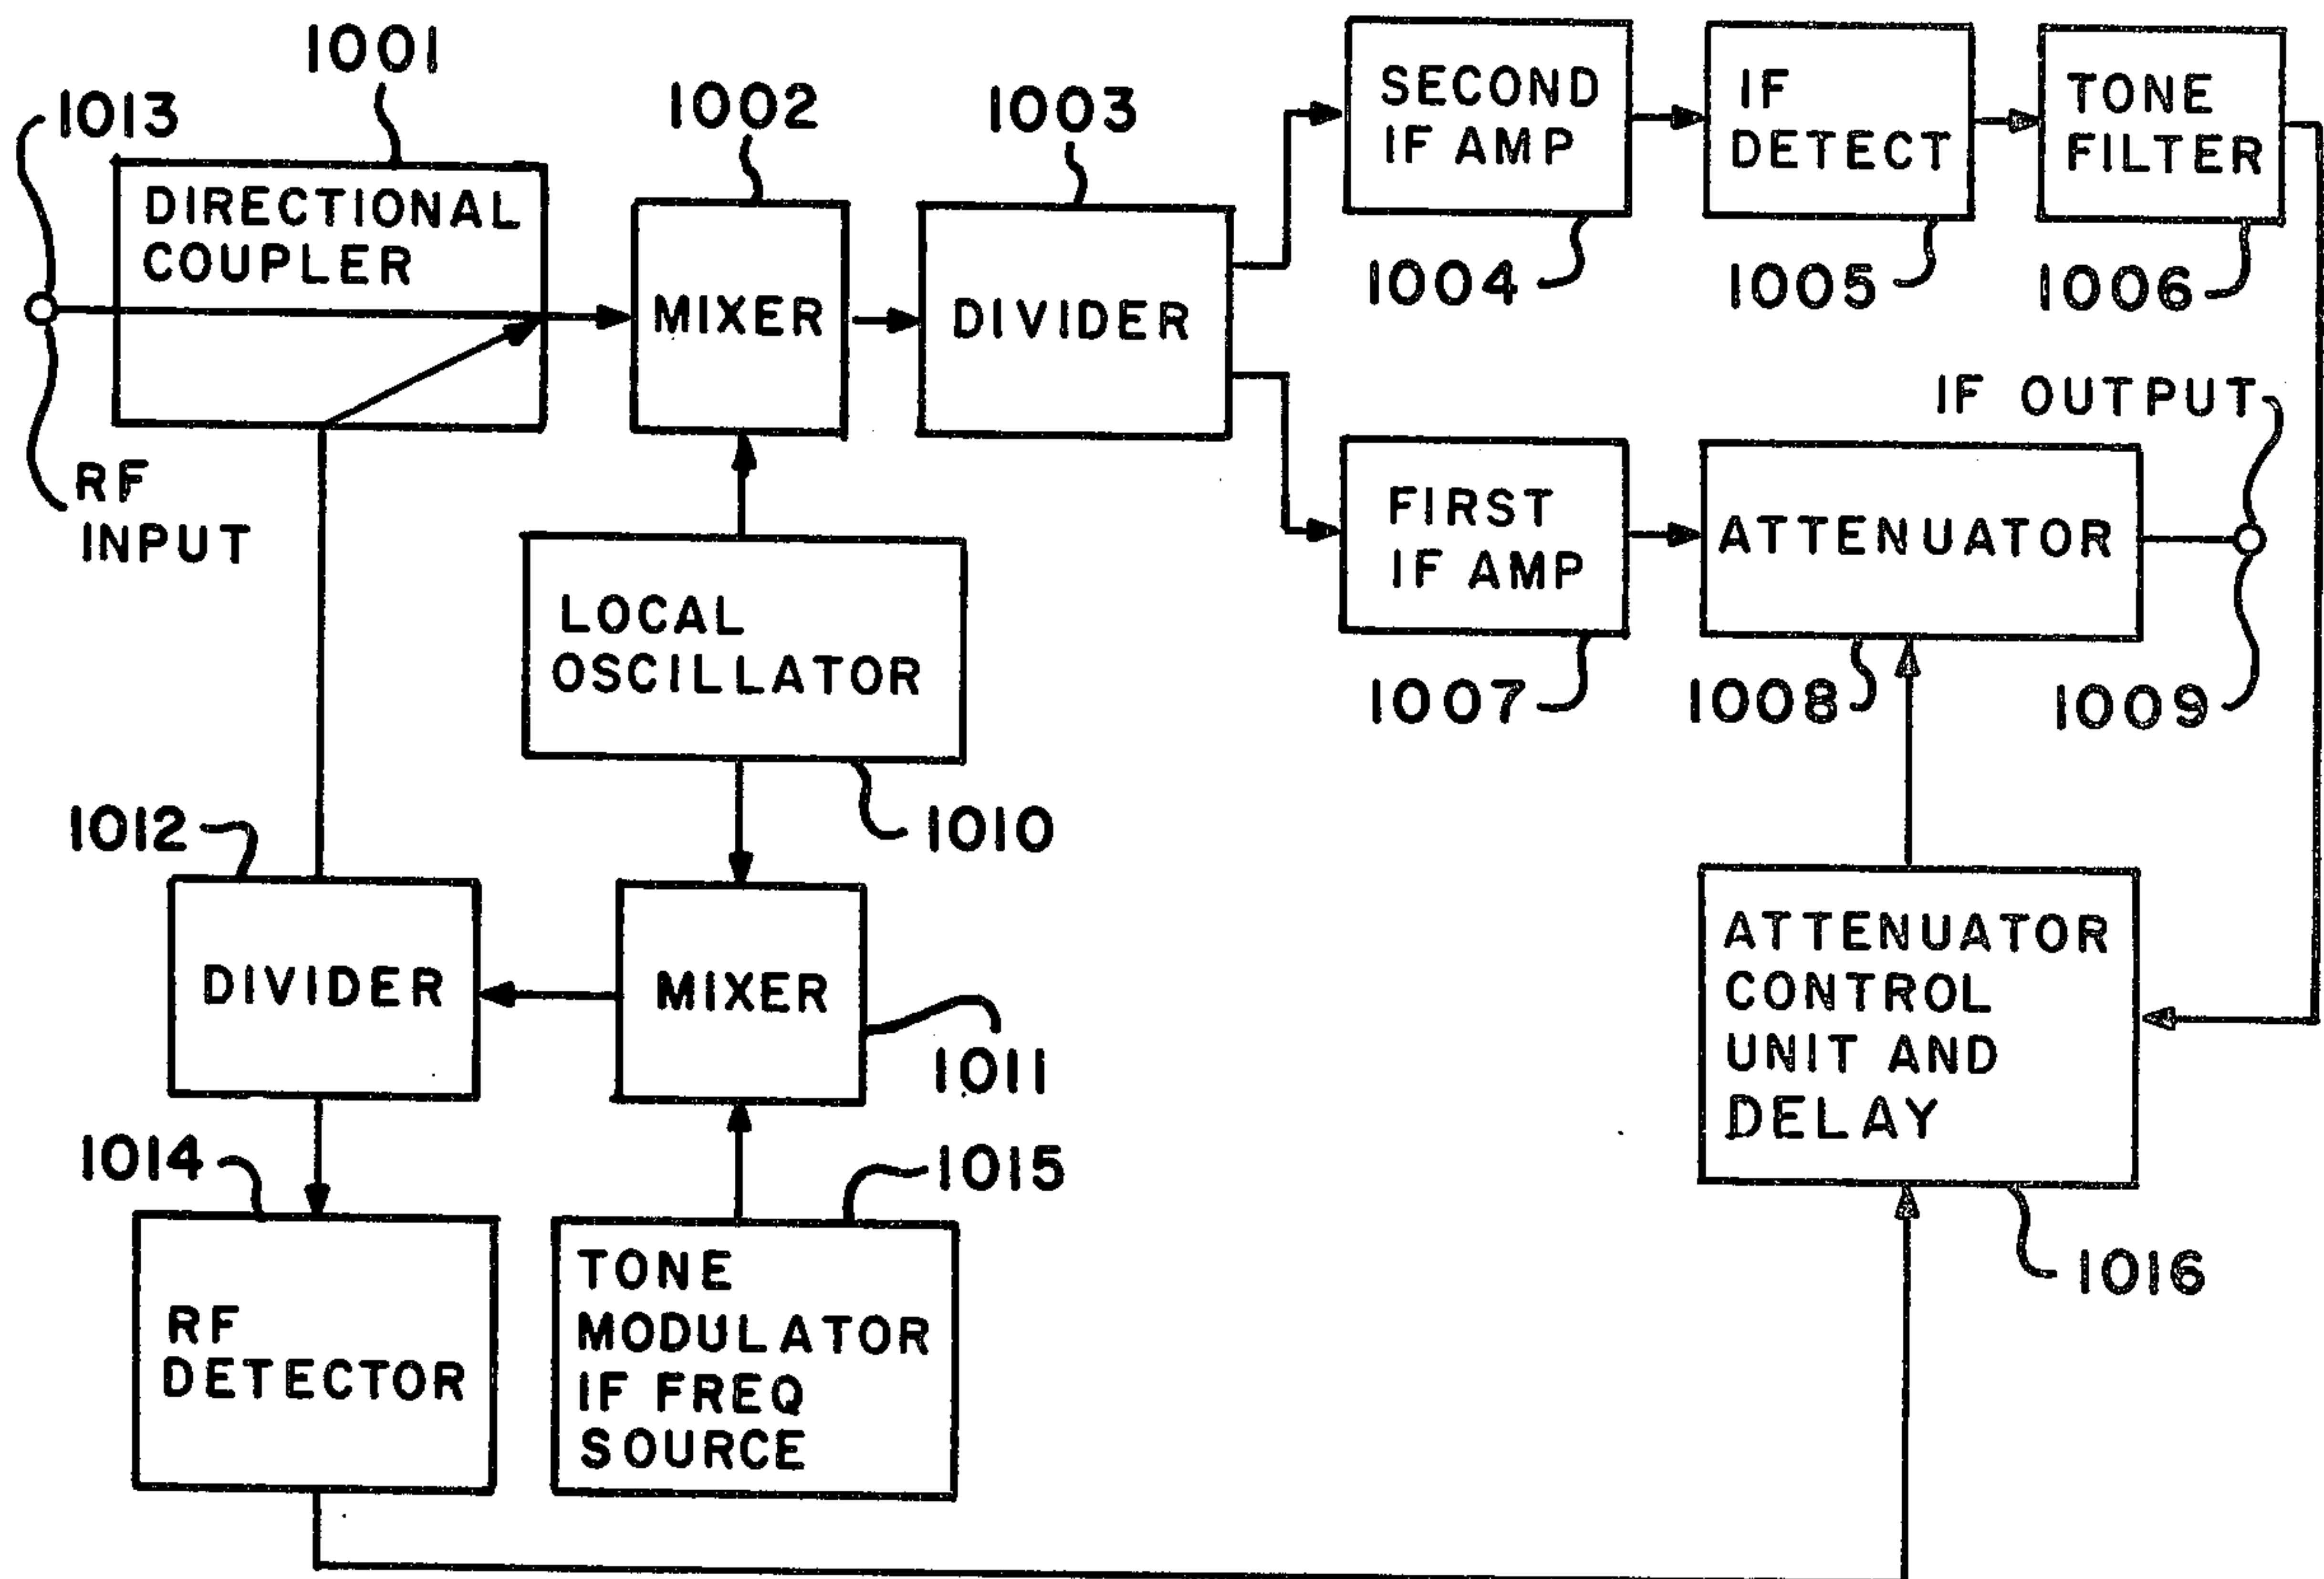 1001
1013
DIRECTIONAL
COUPLER
RF
INPUT
1002
MIXER
1003
DIVIDER
SECOND
IF AMP
1004
IF
DETECT
1005
TONE
FILTER
1006
FIRST
IF AMP
1007
ATTENUATOR
1008
IF OUTPUT
1009
LOCAL
OSCILLATOR
1010
1012
DIVIDER
MIXER
1011
1014
RF
DETECTOR
1015
TONE
MODULATOR
IF FREQ
SOURCE
ATTENUATOR
CONTROL
UNIT AND
DELAY
1016